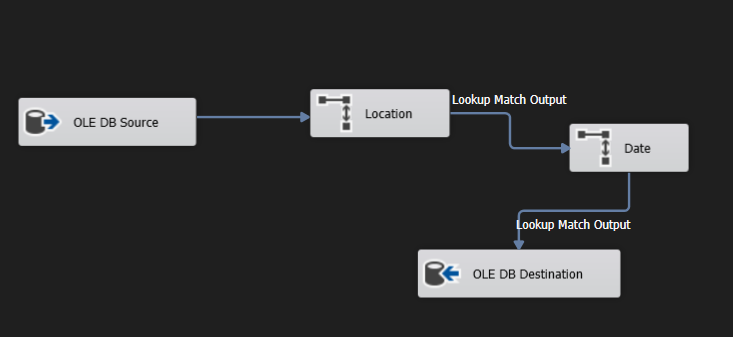 OLE DB Source
Location
Lookup Match Output
Date
Lookup Match Output
OLE DB Destination